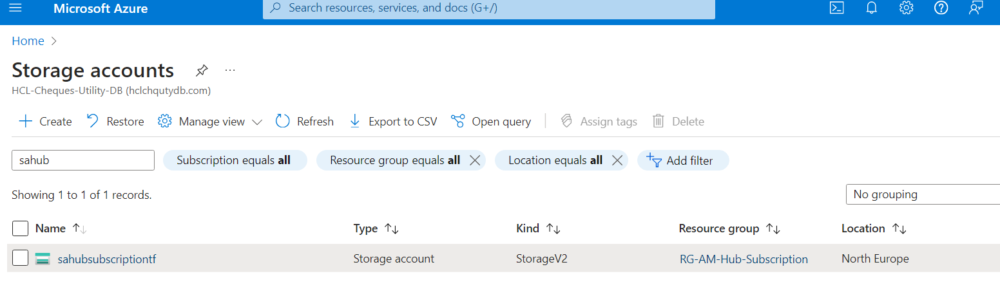 Microsoft Azure Search resources, services, and docs (G+/)
Home
Storage accounts
HCL-Cheques-Utility-DB (hclchqutydb.com)
Create Restore Manage view Refresh Export to CSV Open query Assign tags Delete
sahub Subscription equals all Resource group equals all Location equals all Add filter
Showing 1 to 1 of 1 records. No grouping
Name Type Kind Resource group Location
sahubsubscriptiontf Storage account StorageV2 RG-AM-Hub-Subscription North Europe